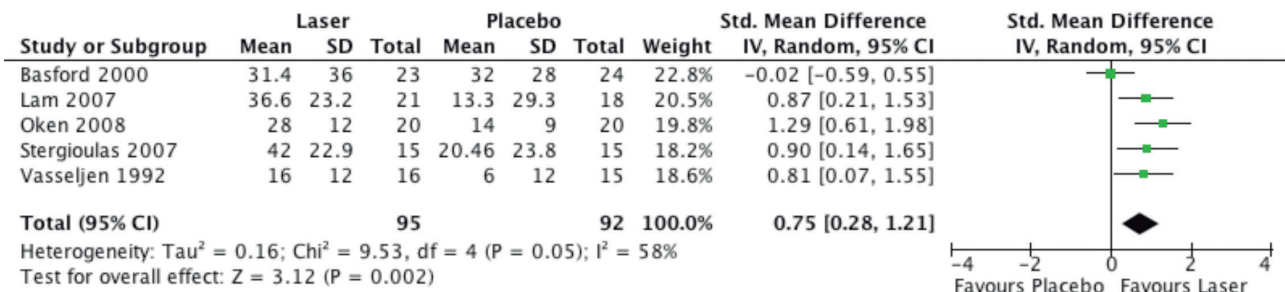 Laser Placebo Std. Mean Difference Std. Mean Difference
Study or Subgroup Mean SD Total Mean SD Total Weight IV, Random, 95% CI IV, Random, 95% CI
Basford 2000 31.4 36 23 32 28 24 22.8% -0.02 [-0.59, 0.55]
Lam 2007 36.6 23.2 21 13.3 29.3 18 20.5% 0.87 [0.21, 1.53]
Oken 2008 28 12 20 14 9 20 19.8% 1.29 [0.61, 1.98]
Stergioulas 2007 42 22.9 15 20.46 23.8 15 18.2% 0.90 [0.14, 1.65]
Vasseljen 1992 16 12 16 6 12 15 18.6% 0.81 [0.07, 1.55]
Total (95% CI) 95 92 100.0% 0.75 [0.28, 1.21]
Heterogeneity: Tau² = 0.16; Chi² = 9.53, df = 4 (P = 0.05); I² = 58%
Test for overall effect: Z = 3.12 (P = 0.002)
-4 -2 0 2 4
Favours Placebo Favours Laser